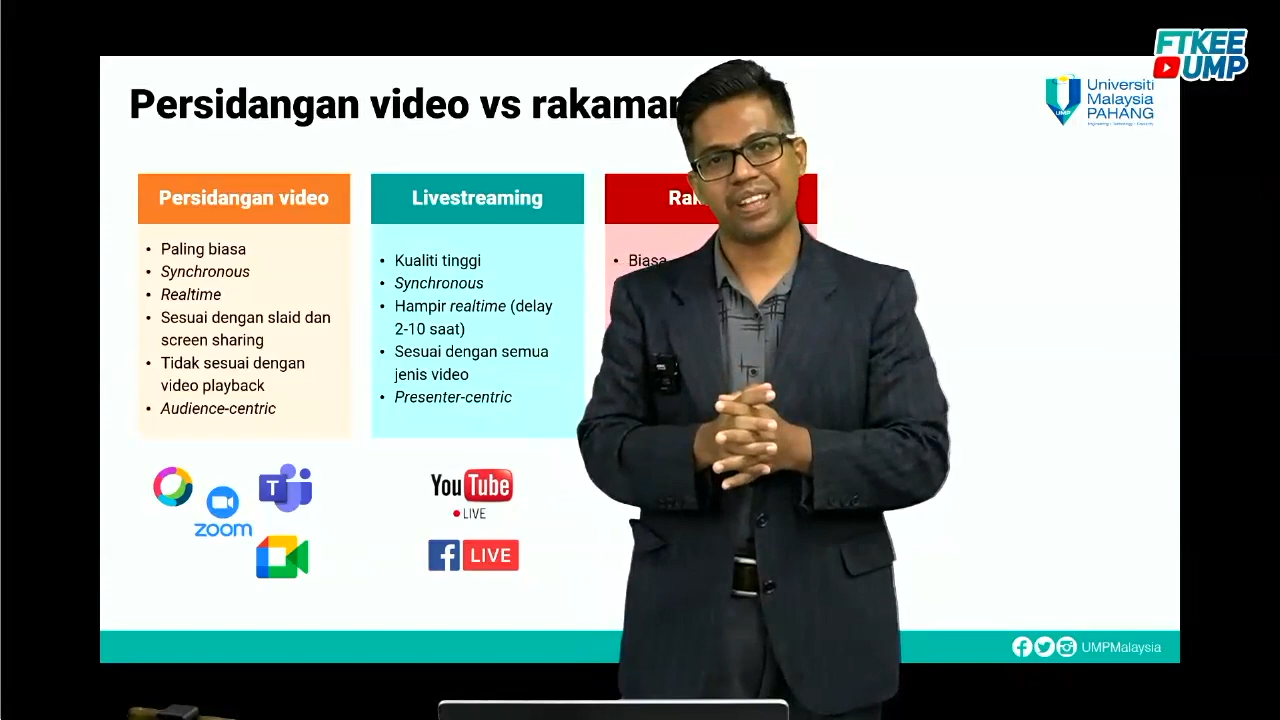 FTKEE
UMP
Persidangan video vs rakaman
Universiti
Malaysia
PAHANG
UMP
Persidangan video
Livestreaming
• Paling biasa
• Synchronous
• Realtime
• Sesuai dengan slaid dan
screen sharing
• Tidak sesuai dengan
video playback
• Audience-centric
• Kualiti tinggi
• Synchronous
• Hampir realtime (delay
2-10 saat)
• Sesuai dengan semua
jenis video
• Presenter-centric
• Biasa
T
zoom
YouTube
LIVE
f LIVE
UMPMalaysia